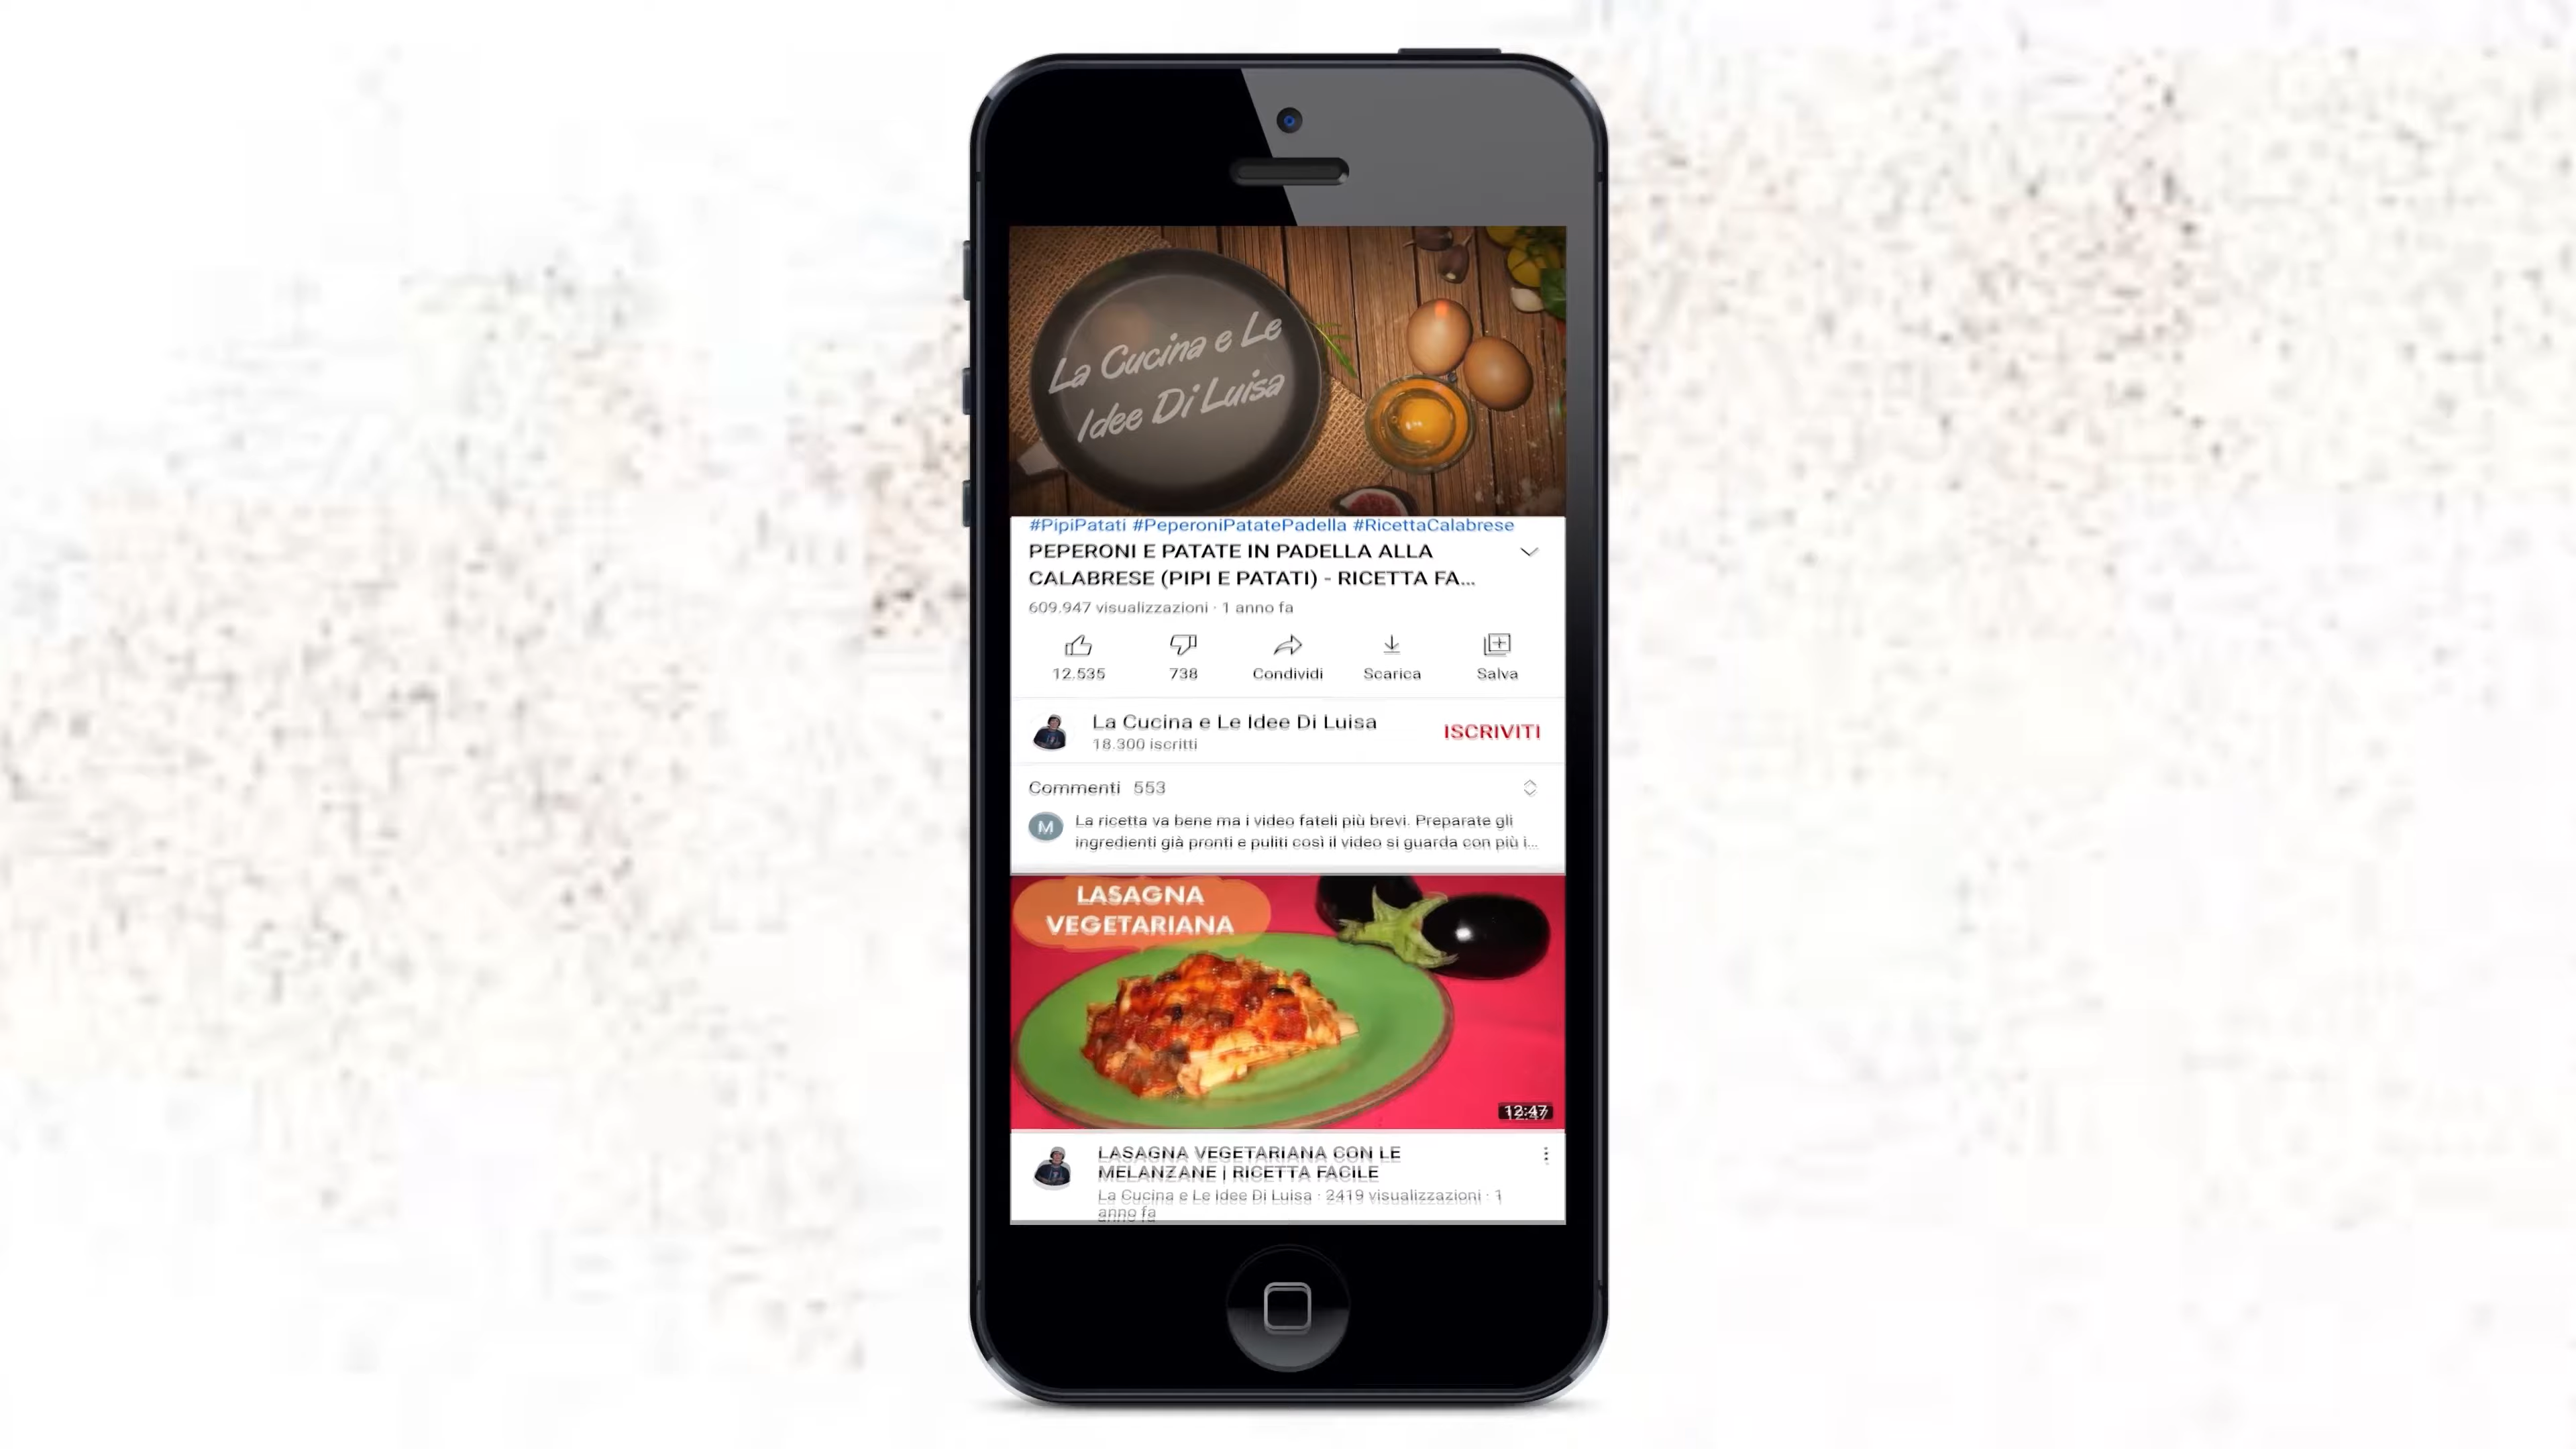 La Cucina e Le
Idee Di Luisa
#PipiPatati #PeperoniPatatePadella #RicettaCalabrese
PEPERONI E PATATE IN PADELLA ALLA
CALABRESE (PIPI E PATATI) - RICETTA FA...
609.947 visualizzazioni · 1 anno fa
12.535 738 Condividi Scarica Salva
La Cucina e Le Idee Di Luisa
ISCRIVITI
18.300 iscritti
Commenti 553
M
La ricetta va bene ma i video fateli più brevi. Preparate gli
ingredienti già pronti e puliti così il video si guarda con più i...
LASAGNA
VEGETARIANA
12:47
LASAGNA VEGETARIANA CON LE
MELANZANE | RICETTA FACILE
La Cucina e Le Idee Di Luisa · 2419 visualizzazioni · 1
anno fa